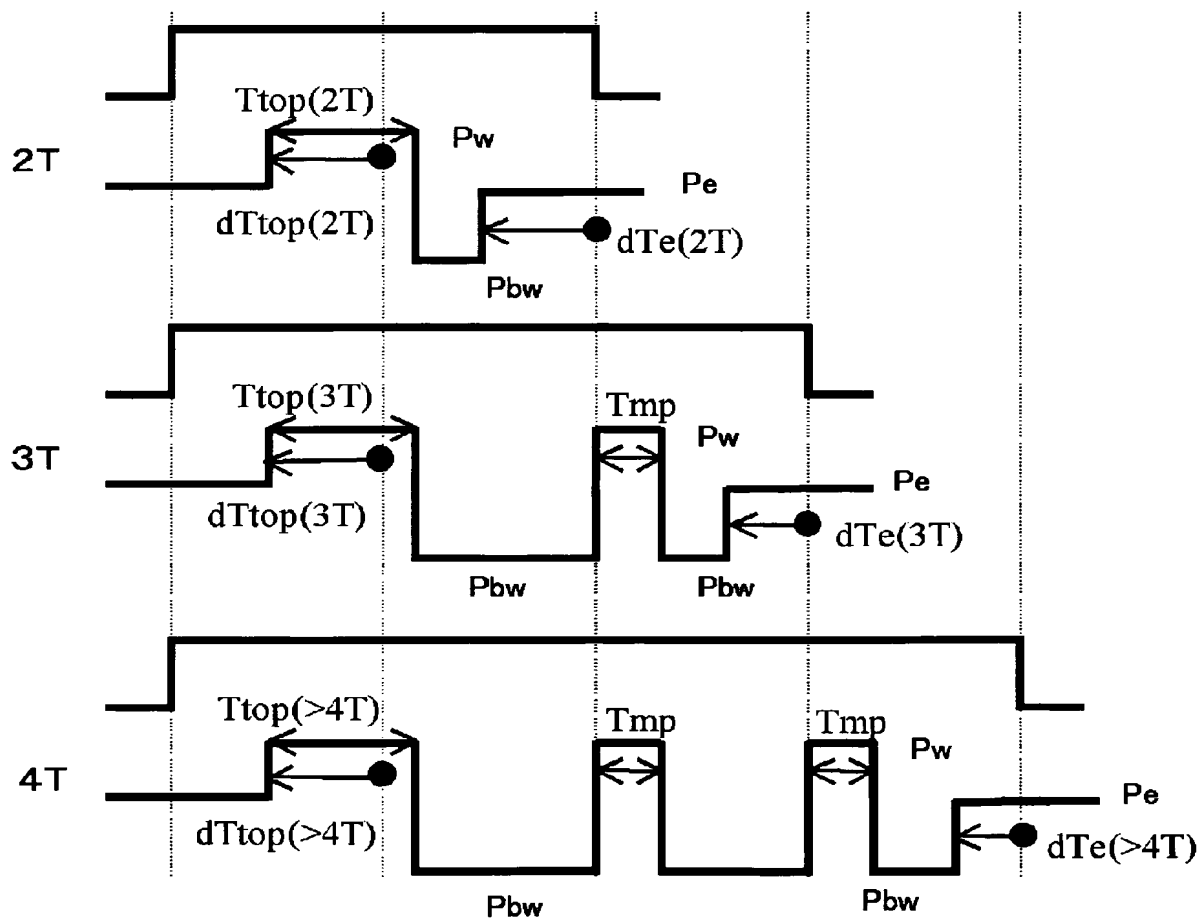 Ttop(2T)
Pw
2T
Pe
dTtop(2T)
dTe(2T)
Pbw
Ttop(3T)
Tmp
Pw
3T
Pe
dTtop(3T)
dTe(3T)
Pbw
Pbw
Ttop(>4T)
Tmp
Tmp
Pw
4T
Pe
dTtop(>4T)
dTe(>4T)
Pbw
Pbw